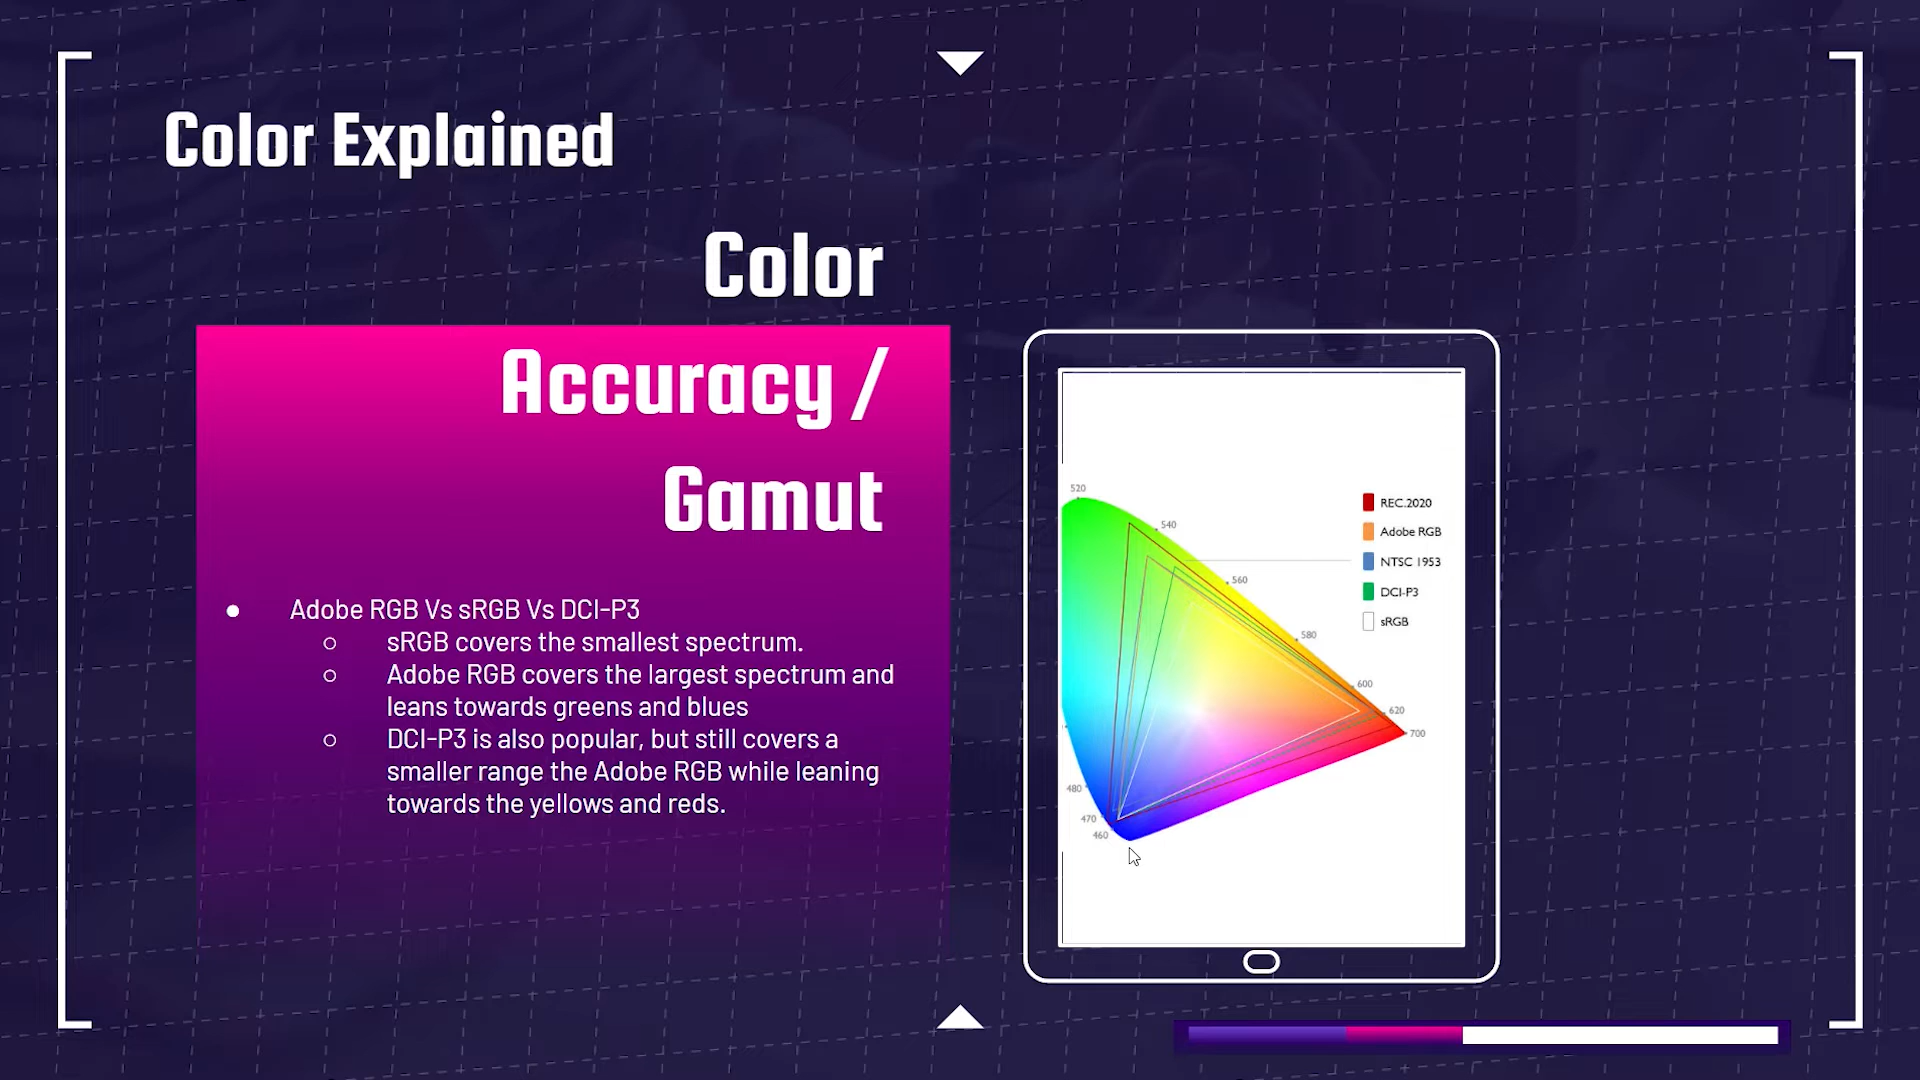 Color Explained
Color
Accuracy /
Gamut
● Adobe RGB Vs sRGB Vs DCI-P3
○ sRGB covers the smallest spectrum.
○ Adobe RGB covers the largest spectrum and
leans towards greens and blues
○ DCI-P3 is also popular, but still covers a
smaller range the Adobe RGB while leaning
towards the yellows and reds.
520
540
560
580
600
620
700
480
470
460
REC.2020
Adobe RGB
NTSC 1953
DCI-P3
sRGB